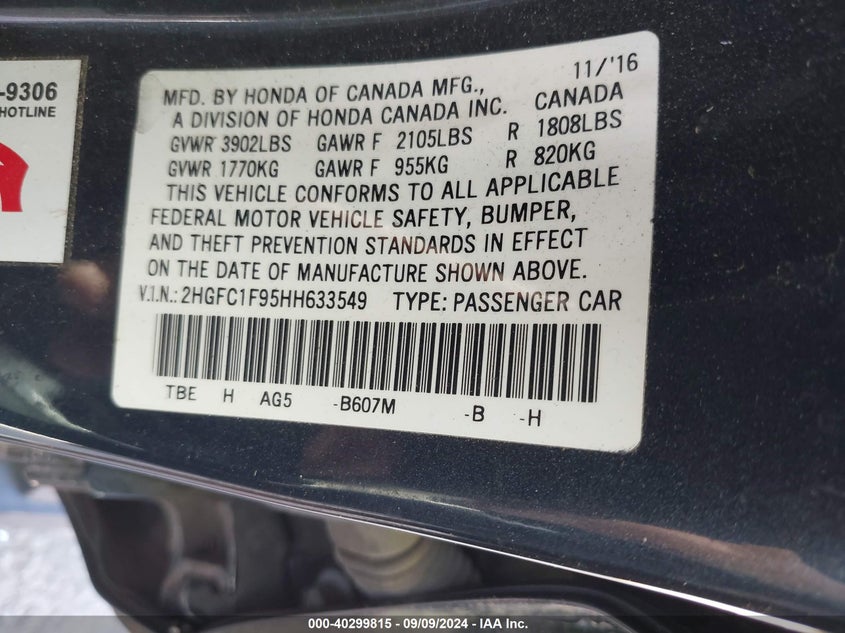 -9306
HOTLINE
11/'16
MFD. BY HONDA OF CANADA MFG.,
A DIVISION OF HONDA CANADA INC. CANADA
GVWR 3902LBS GAWR F 2105LBS R 1808LBS
GVWR 1770KG GAWR F 955KG R 820KG
THIS VEHICLE CONFORMS TO ALL APPLICABLE
FEDERAL MOTOR VEHICLE SAFETY, BUMPER,
AND THEFT PREVENTION STANDARDS IN EFFECT
ON THE DATE OF MANUFACTURE SHOWN ABOVE.
V.I.N.: 2HGFC1F95HH633549 TYPE: PASSENGER CAR
TBE H AG5 -B607M -B -H
000-40299815 - 09/09/2024 - © IAA, Inc.